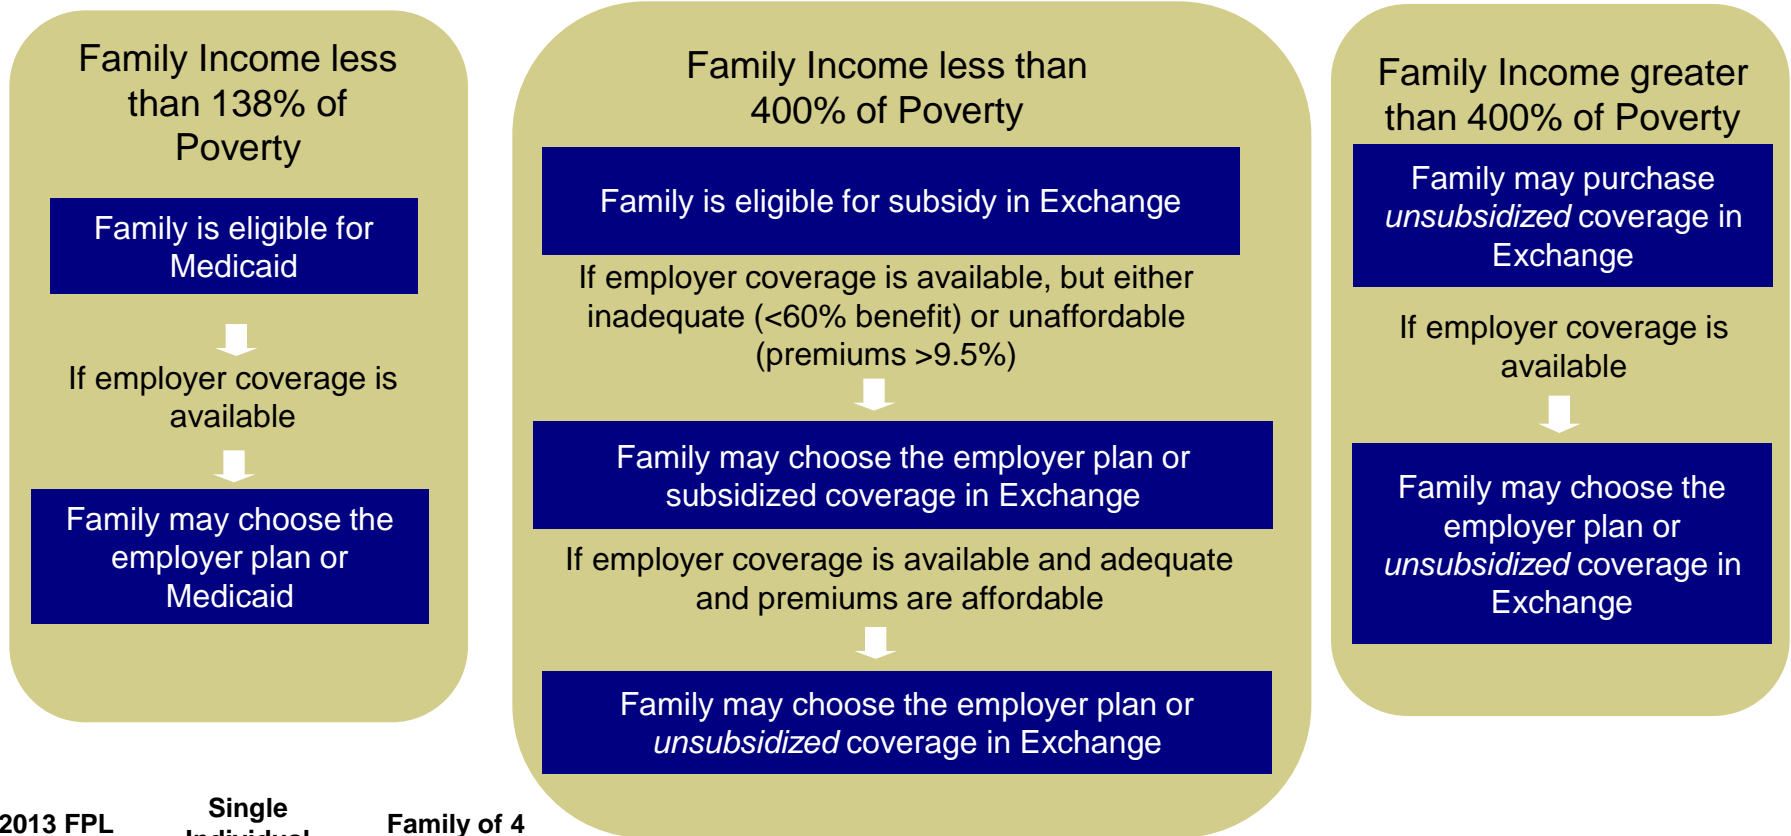 Family Income less
than 138% of
Poverty
Family is eligible for
Medicaid
If employer coverage is
available
Family may choose the
employer plan or
Medicaid
Family Income less than
400% of Poverty
Family is eligible for subsidy in Exchange
If employer coverage is available, but either
inadequate (<60% benefit) or unaffordable
(premiums >9.5%)
Family may choose the employer plan or
subsidized coverage in Exchange
If employer coverage is available and adequate
and premiums are affordable
Family may choose the employer plan or
unsubsidized coverage in Exchange
Family Income greater
than 400% of Poverty
Family may purchase
unsubsidized coverage in
Exchange
If employer coverage is
available
Family may choose the
employer plan or
unsubsidized coverage in
Exchange
2013 FPL
Single
Individual
Family of 4